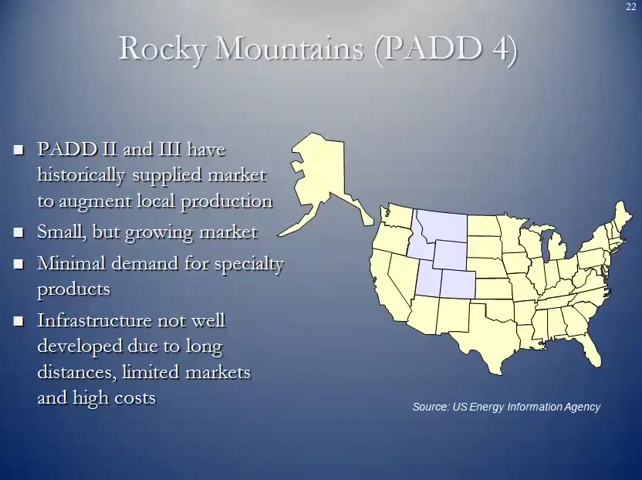 22
Rocky Mountains (PADD 4)
■ PADD II and III have
historically supplied market
to augment local production
■ Small, but growing market
■ Minimal demand for specialty
products
■ Infrastructure not well
developed due to long
distances, limited markets
and high costs
Source: US Energy Information Agency